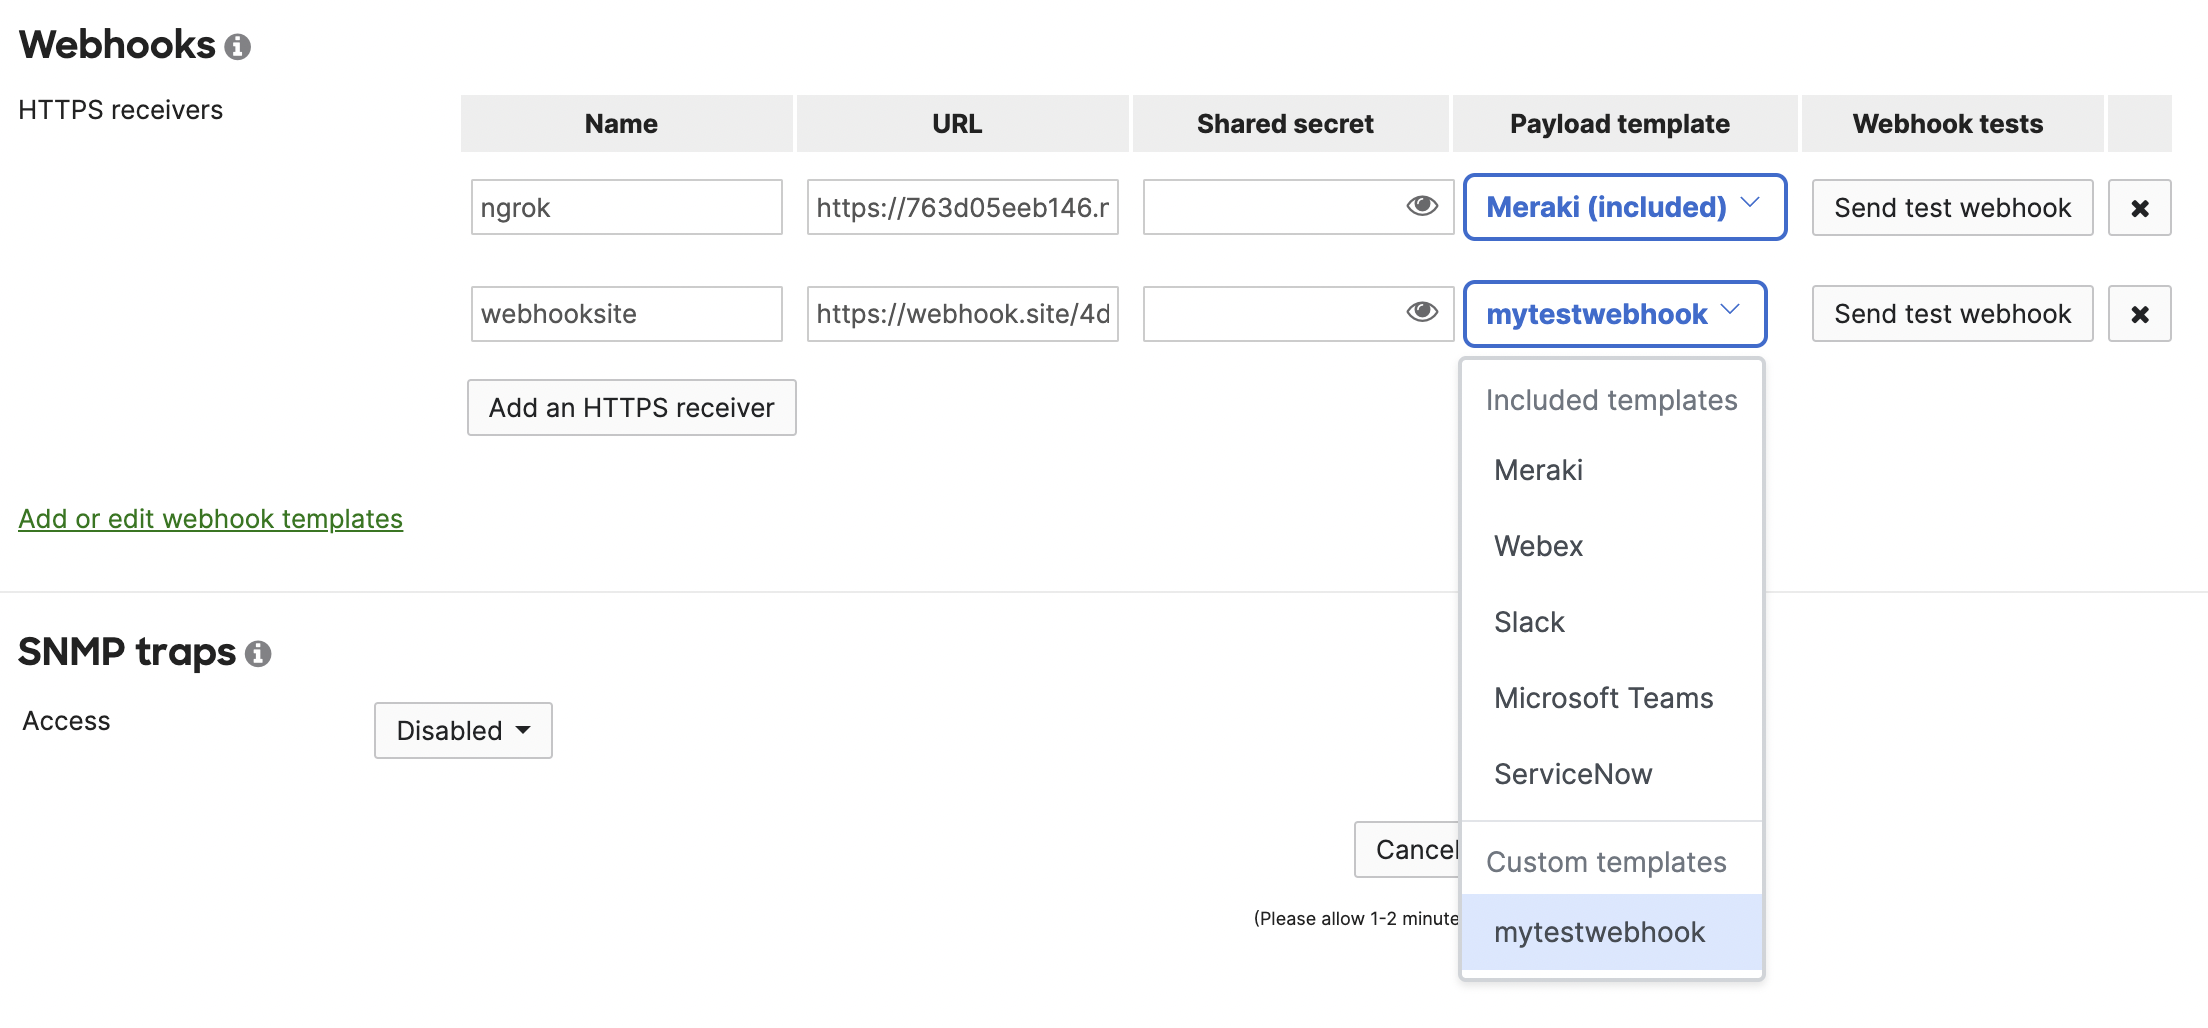 Webhooks
HTTPS receivers
Name URL Shared secret Payload template Webhook tests
ngrok https://763d05eeb146.r Meraki (included) Send test webhook
webhooksite https://webhook.site/4d mytestwebhook Send test webhook
Add an HTTPS receiver
Included templates
Meraki
Webex
Slack
Microsoft Teams
ServiceNow
Custom templates
mytestwebhook
Add or edit webhook templates
SNMP traps
Access Disabled
Cancel
(Please allow 1-2 minute